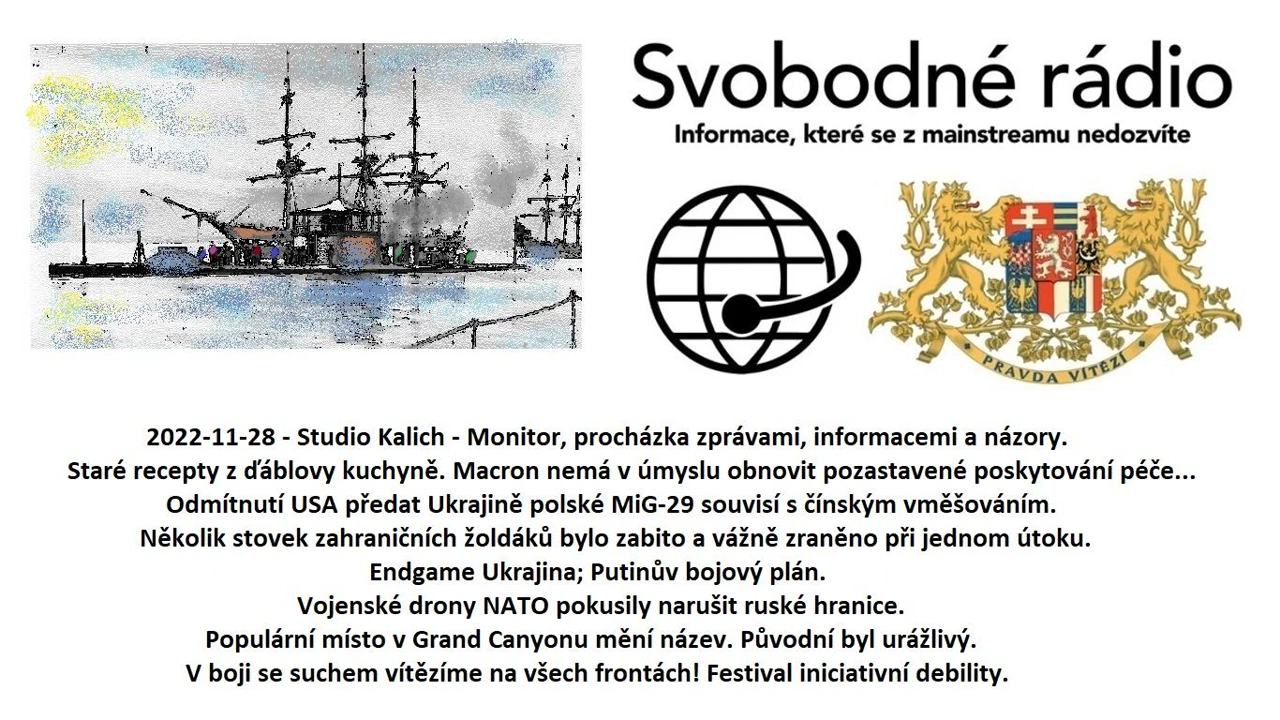 Svobodné rádio
Informace, které se z mainstreamu nedozvíte
PRAVDA VÍTĚZÍ
2022-11-28 - Studio Kalich - Monitor, procházka zprávami, informacemi a názory.
Staré recepty z ďáblovy kuchyně. Macron nemá v úmyslu obnovit pozastavené poskytování péče...
Odmítnutí USA předat Ukrajině polské MiG-29 souvisí s čínským vměšováním.
Několik stovek zahraničních žoldáků bylo zabito a vážně zraněno při jednom útoku.
Endgame Ukrajina; Putinův bojový plán.
Vojenské drony NATO pokusily narušit ruské hranice.
Populární místo v Grand Canyonu mění název. Původní byl urážlivý.
V boji se suchem vítězíme na všech frontách! Festival iniciativní debility.